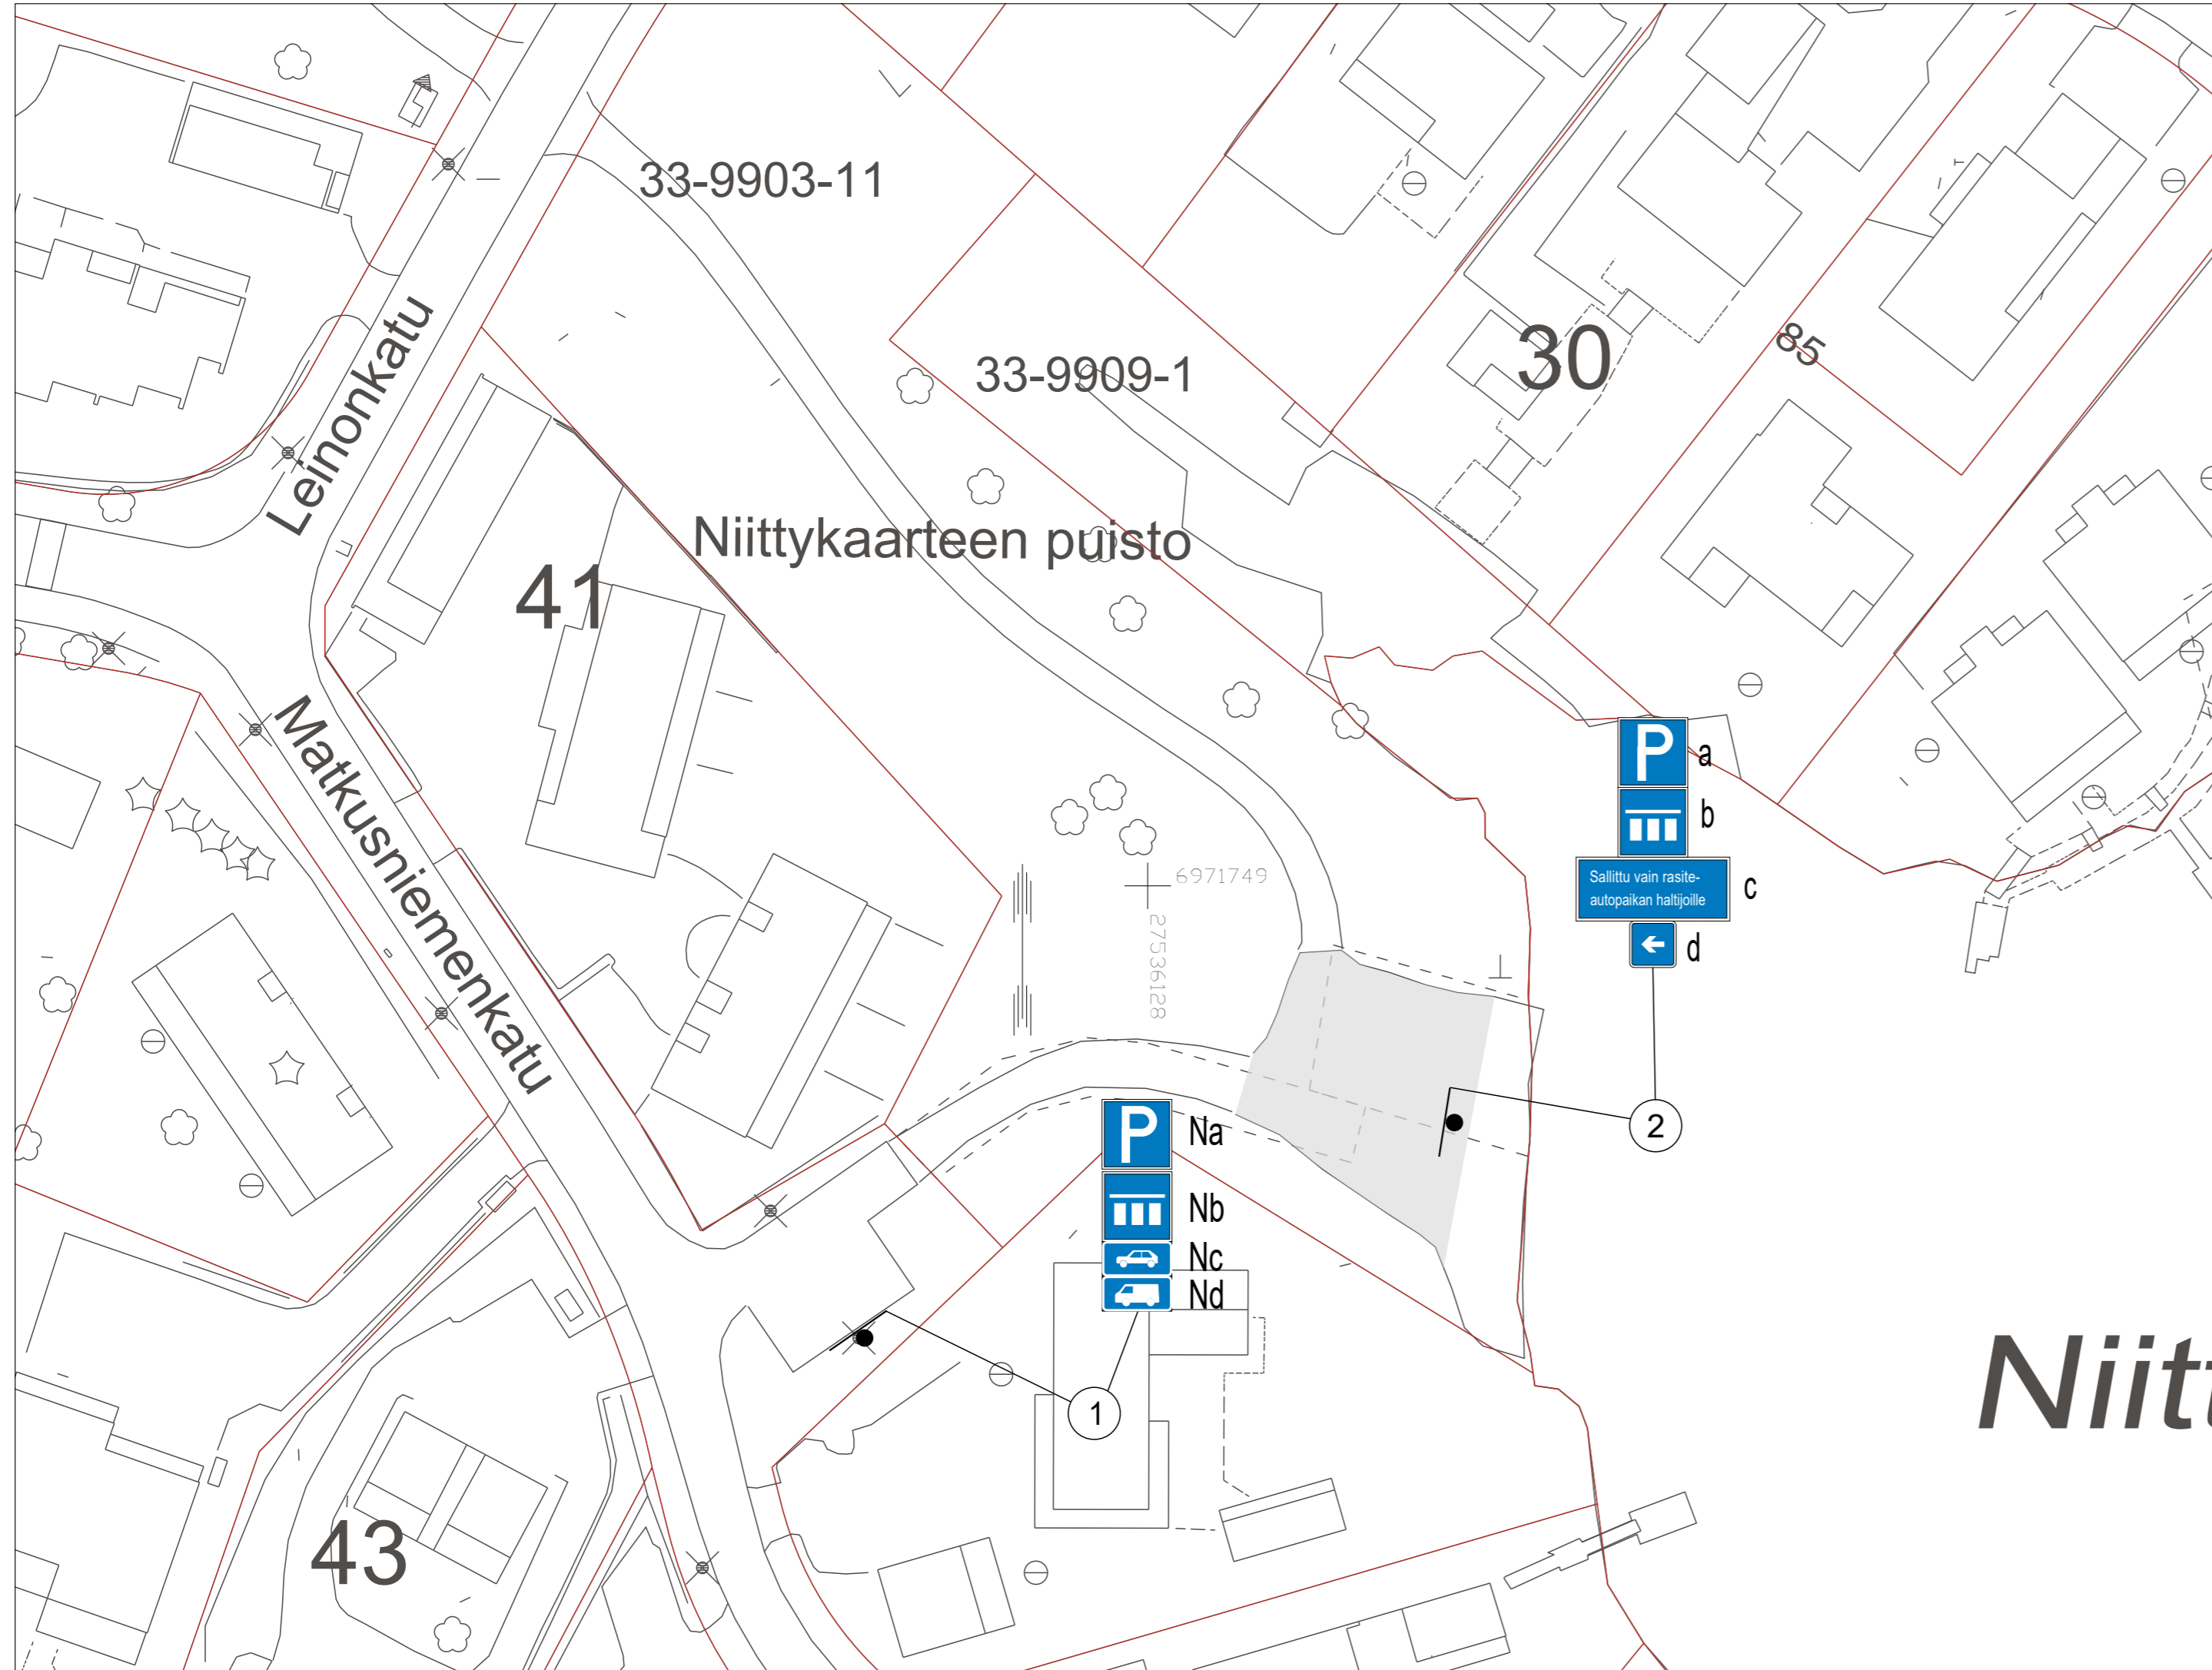 33-9903-11
33-9909-1
30
85
Leinonkatu
Niittykaarteen puisto
41
Matkusniemenkatu
P a
b
Sallittu vain rasite-
autopaikan haltijoille
c
d
6971749
27536128
P Na
Nb
Nc
Nd
2
1
Niitt
43